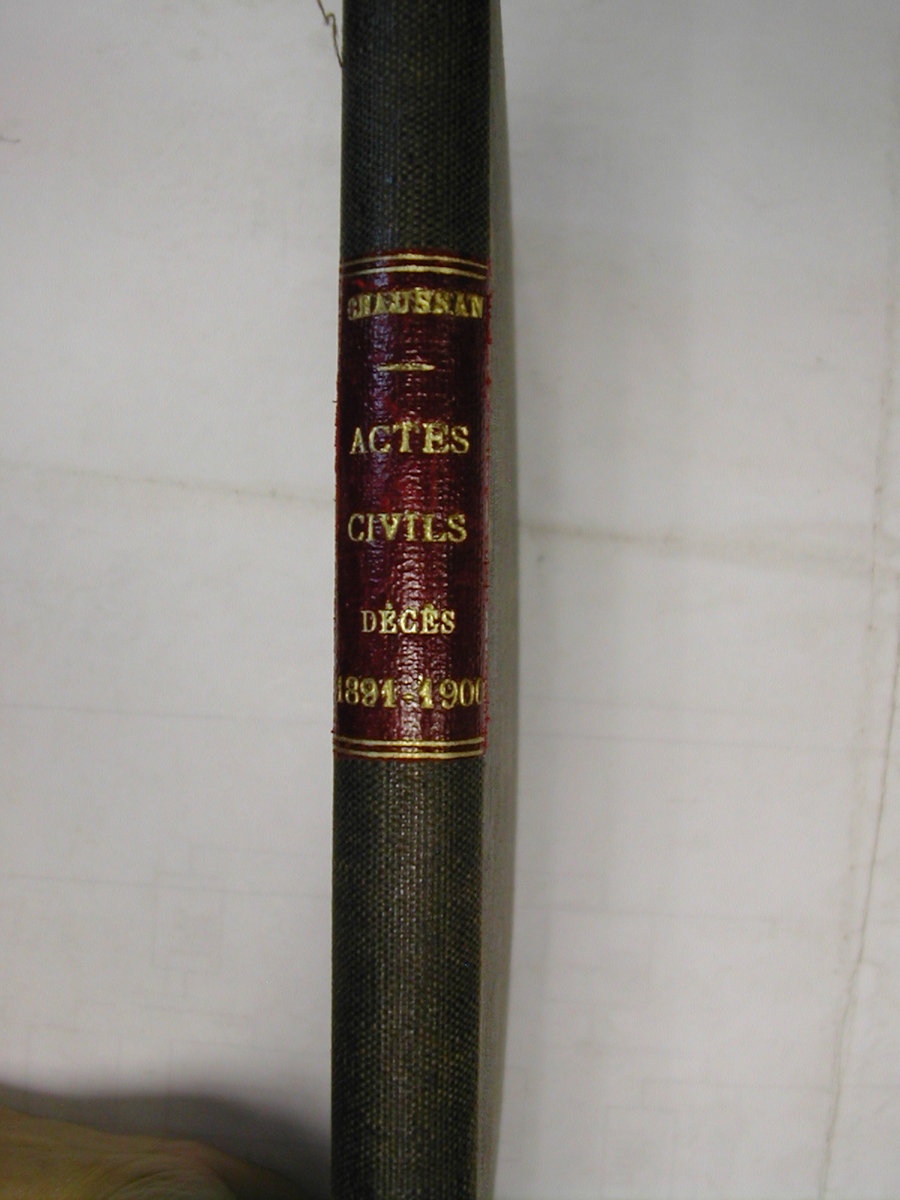 CHAUSSAN
ACTES
CIVILS
DÉCÈS
1891-1900